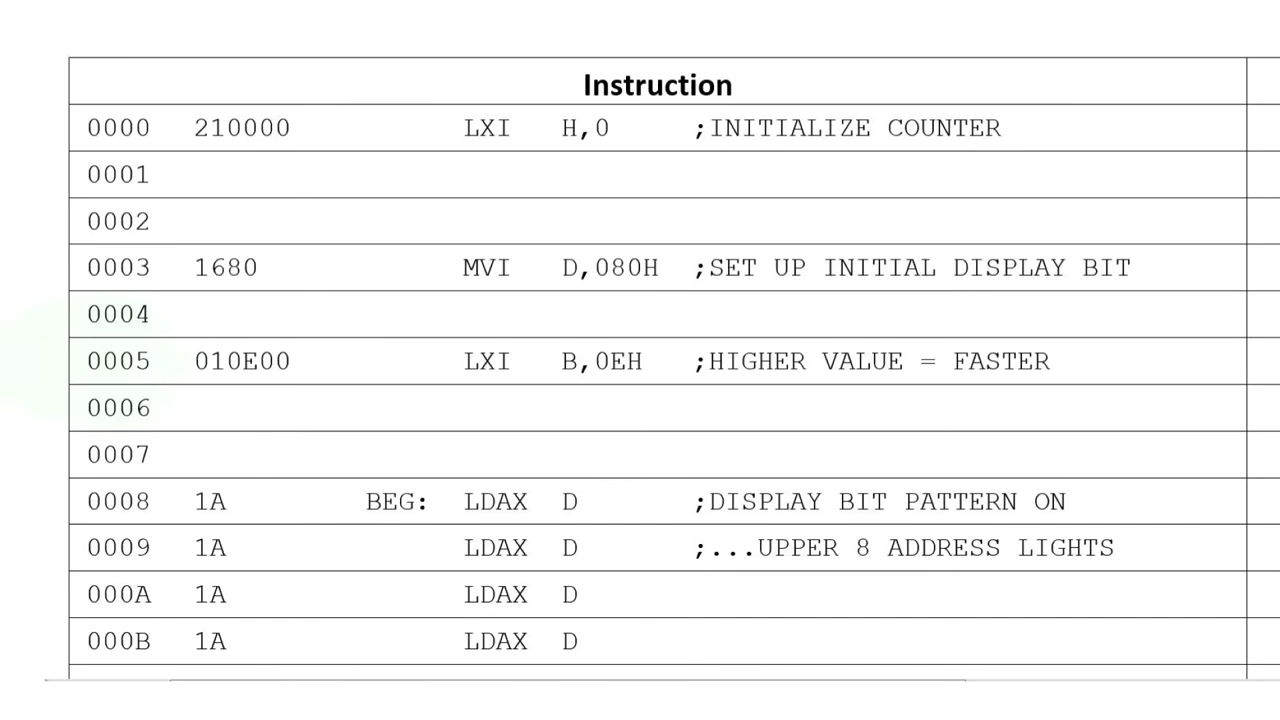 Instruction
0000 210000 LXI H,0 ;INITIALIZE COUNTER
0001
0002
0003 1680 MVI D,080H ;SET UP INITIAL DISPLAY BIT
0004
0005 010E00 LXI B,0EH ;HIGHER VALUE = FASTER
0006
0007
0008 1A BEG: LDAX D ;DISPLAY BIT PATTERN ON
0009 1A LDAX D ;...UPPER 8 ADDRESS LIGHTS
000A 1A LDAX D
000B 1A LDAX D